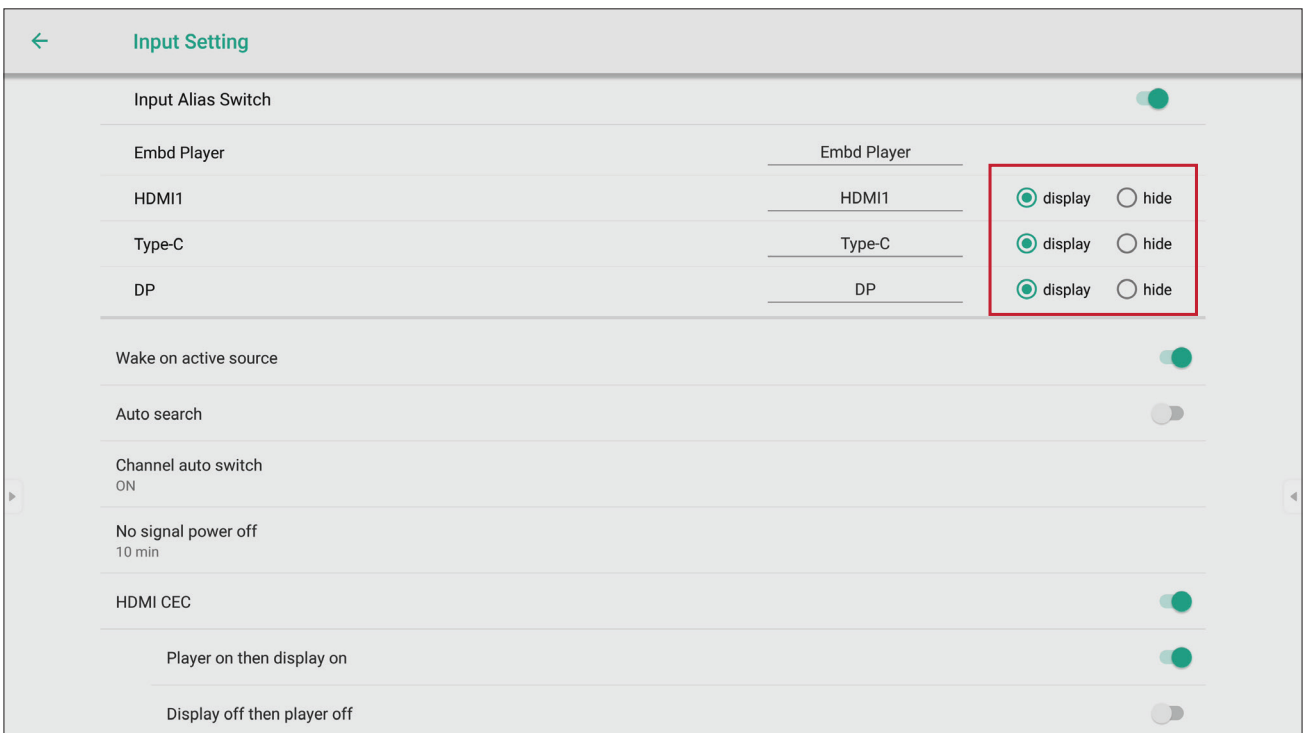 Input Setting
Input Alias Switch
Embd Player Embd Player
HDMI1 HDMI1 display hide
Type-C Type-C display hide
DP DP display hide
Wake on active source
Auto search
Channel auto switch
ON
No signal power off
10 min
HDMI CEC
Player on then display on
Display off then player off